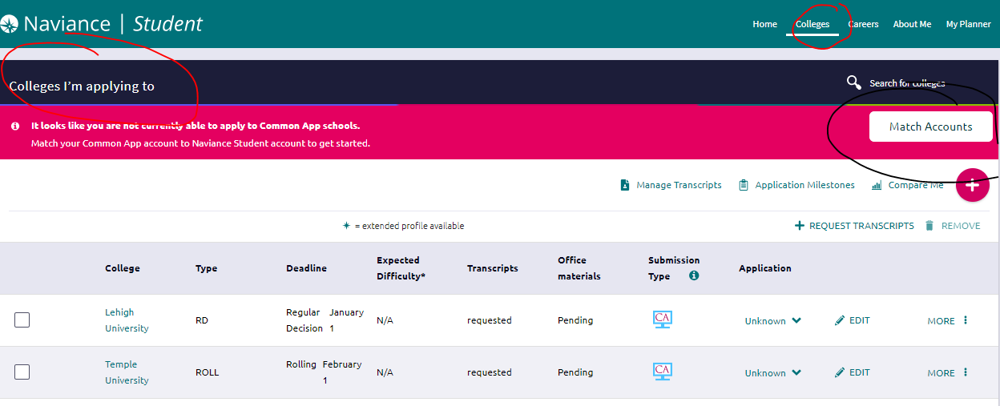 Naviance | Student
Home Colleges Careers About Me My Planner
Colleges I'm applying to
Search for colleges
It looks like you are not currently able to apply to Common App schools.
Match your Common App account to Naviance Student account to get started.
Match Accounts
Manage Transcripts Application Milestones Compare Me +
= extended profile available
+ REQUEST TRANSCRIPTS REMOVE
College Type Deadline Expected Difficulty* Transcripts Office materials Submission Type Application
Lehigh University RD Regular Decision January 1 N/A requested Pending CA Unknown EDIT MORE
Temple University ROLL Rolling February 1 N/A requested Pending CA Unknown EDIT MORE